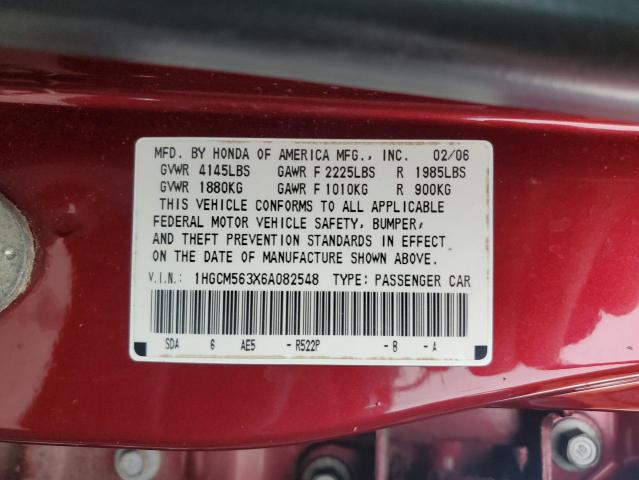 MFD. BY HONDA OF AMERICA MFG., INC. 02/06
GVWR 4145LBS GAWR F 2225LBS R 1985LBS
GVWR 1880KG GAWR F 1010KG R 900KG
THIS VEHICLE CONFORMS TO ALL APPLICABLE
FEDERAL MOTOR VEHICLE SAFETY, BUMPER,
AND THEFT PREVENTION STANDARDS IN EFFECT
ON THE DATE OF MANUFACTURE SHOWN ABOVE.
V.I.N.: 1HGCM563X6A082548 TYPE: PASSENGER CAR
SDA 6 AE5 - R522P - B - A